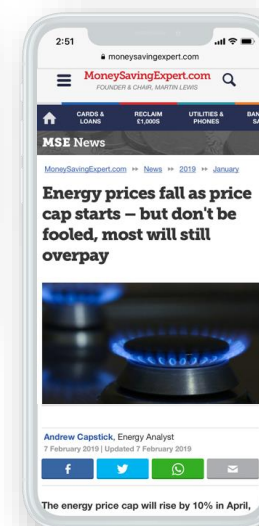 2:51
moneysavingexpert.com
MoneySavingExpert.com
FOUNDER & CHAIR, MARTIN LEWIS
CARDS & LOANS
RECLAIM £1,000S
UTILITIES & PHONES
MSE News
MoneySavingExpert.com ›› News ›› 2019 ›› January
Energy prices fall as price
cap starts – but don't be
fooled, most will still
overpay
Andrew Capstick, Energy Analyst
7 February 2019 | Updated 7 February 2019
The energy price cap will rise by 10% in April,